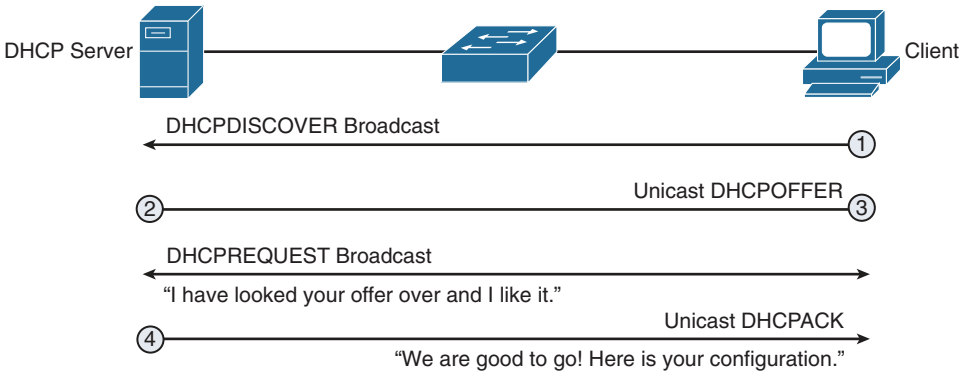 DHCP Server
Client
DHCPDISCOVER Broadcast
1
Unicast DHCPOFFER
2
3
DHCPREQUEST Broadcast
“I have looked your offer over and I like it.”
Unicast DHCPACK
4
“We are good to go! Here is your configuration.”